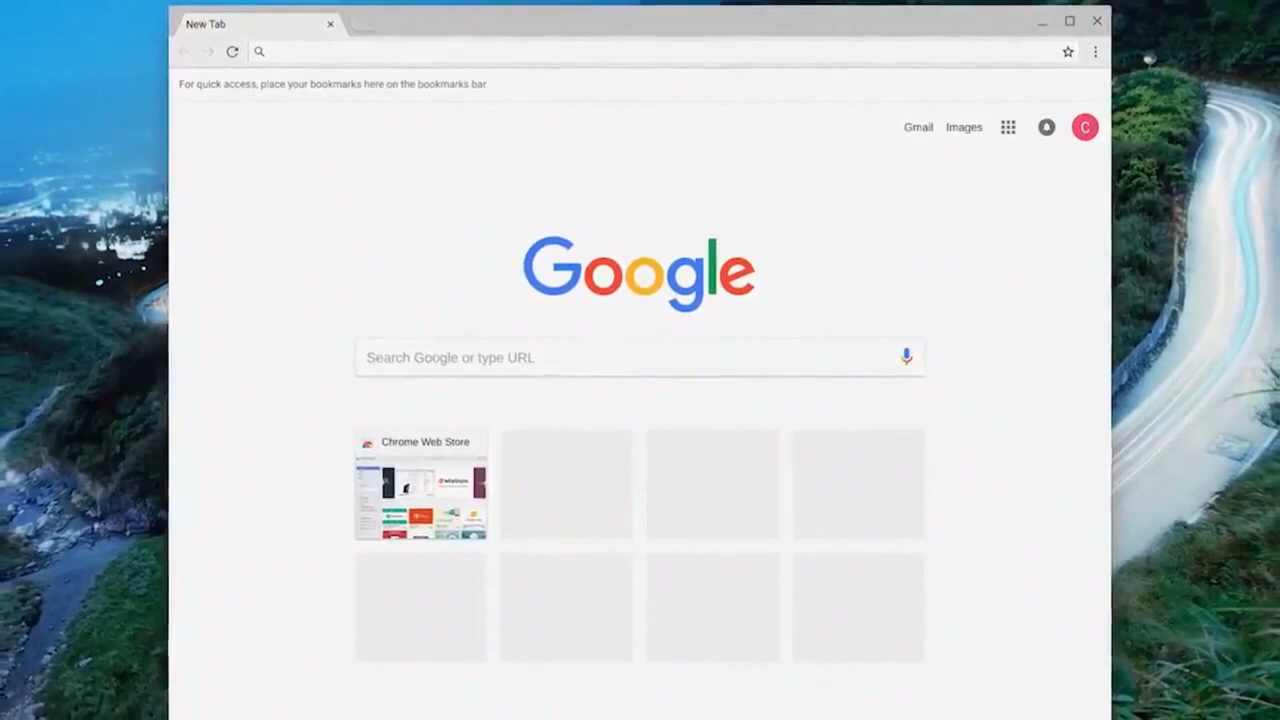 New Tab
For quick access, place your bookmarks here on the bookmarks bar.
Gmail Images
C
Google
Search Google or type URL
Chrome Web Store